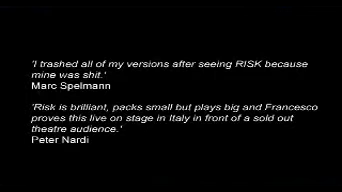 'I trashed all of my versions after seeing RISK because
mine was shit.'
Marc Spelmann
'Risk is brilliant, packs small but plays big and Francesco
proves this live on stage in Italy in front of a sold out
theatre audience.'
Peter Nardi